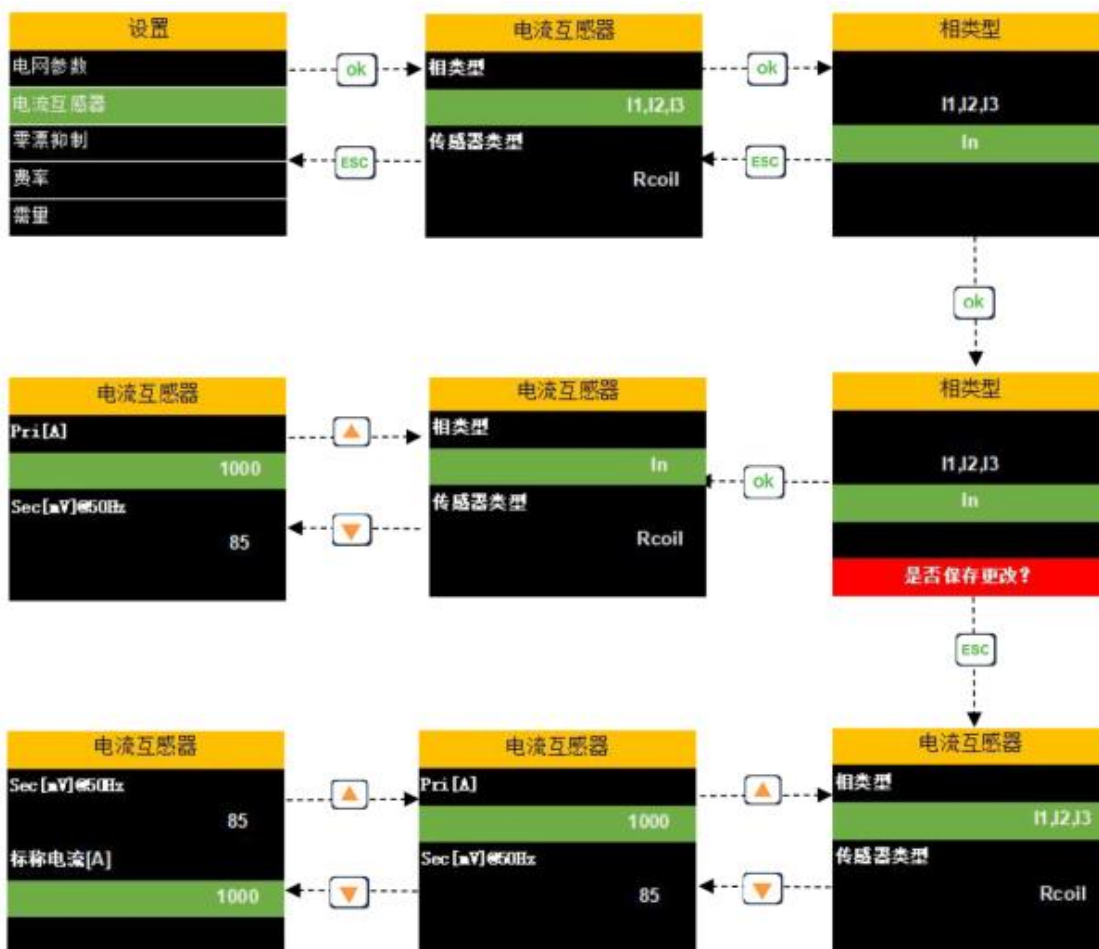 设置
电网参数
电流互感器
零漂抑制
费率
需量
ok
ESC
电流互感器
相类型
I1,I2,I3
传感器类型
Rcoil
ok
ESC
相类型
I1,I2,I3
In
ok
电流互感器
Pri[A]
1000
Sec[mV]@50Hz
85
电流互感器
相类型
In
传感器类型
Rcoil
ok
相类型
I1,I2,I3
In
是否保存更改?
ESC
电流互感器
Sec[mV]@50Hz
85
标称电流[A]
1000
电流互感器
Pri[A]
1000
Sec[mV]@50Hz
85
电流互感器
相类型
I1,I2,I3
传感器类型
Rcoil